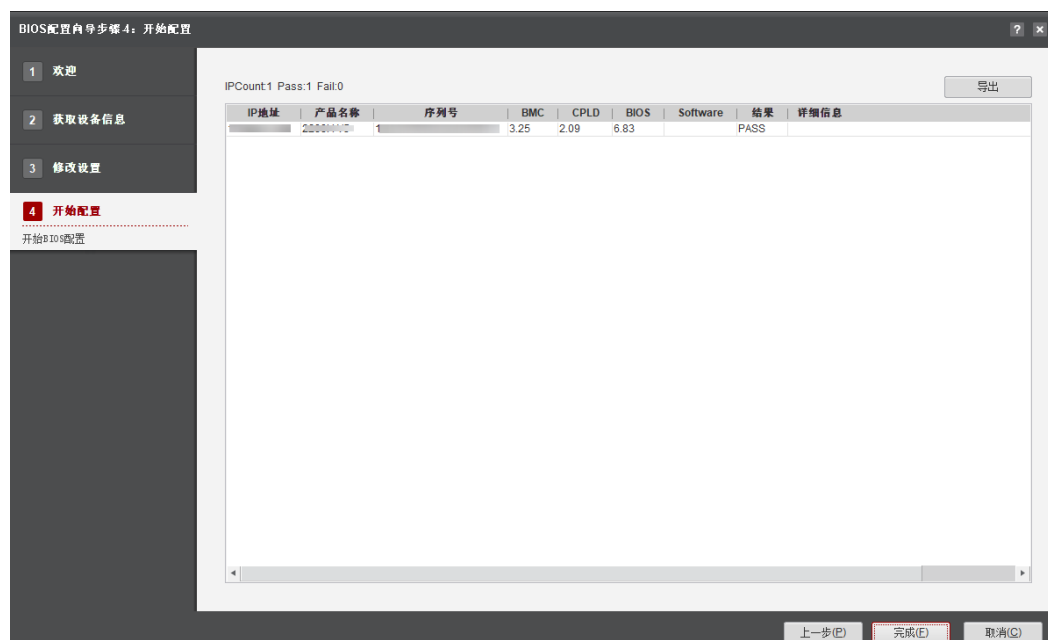 BIOS配置向导步骤4：开始配置
? ×
1 欢迎
2 获取设备信息
3 修改设置
4 开始配置
开始BIOS配置
IPCount:1 Pass:1 Fail:0
导出
IP地址 产品名称 序列号 BMC CPLD BIOS Software 结果 详细信息
3.25 2.09 6.83 PASS
上一步(P) 完成(F) 取消(C)